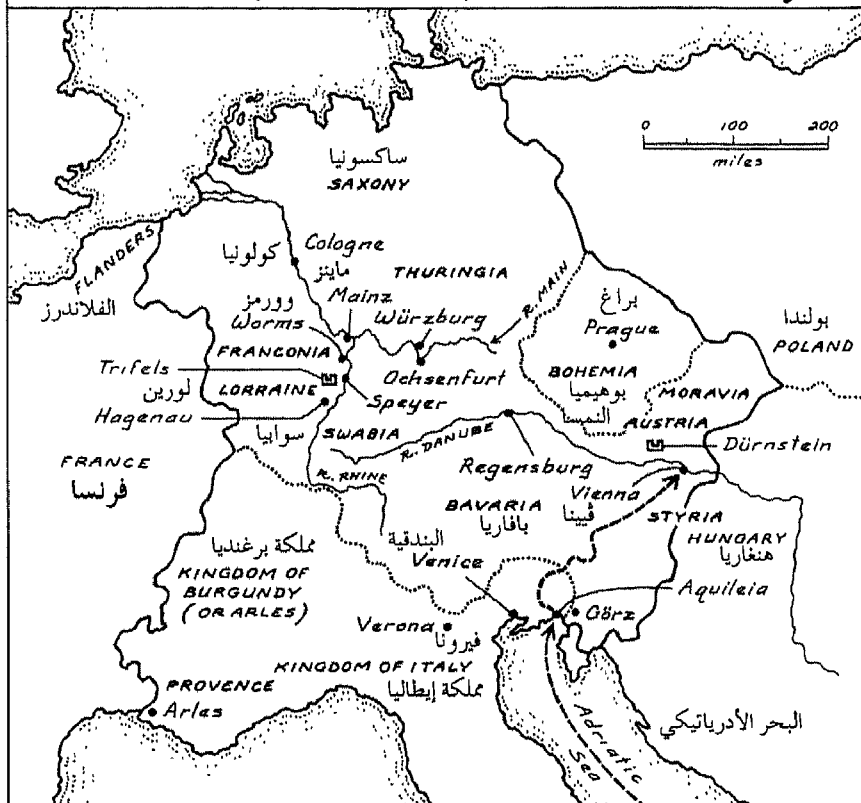 0 100 200
miles
ساكسونيا
SAXONY
FLANDERS
الفلاندرز
كولونيا
Cologne
ماينز
Mainz
THURINGIA
R. MAIN
وورمز
Worms
Würzburg
براغ
Prague
بولندا
POLAND
Trifels
FRANCONIA
Ochsenfurt
BOHEMIA
بوهيميا
MORAVIA
لورين
LORRAINE
Speyer
النمسا
AUSTRIA
Hagenau
سوابيا
SWABIA
R. DANUBE
Regensburg
Dürnstein
FRANCE
فرنسا
R. RHINE
BAVARIA
بافاريا
Vienna
ڤيينا
STYRIA
HUNGARY
هنغاريا
مملكة برغنديا
KINGDOM OF
BURGUNDY
(OR ARLES)
البندقية
Venice
Aquileia
Görz
Verona
فيرونا
KINGDOM OF ITALY
مملكة إيطاليا
PROVENCE
Arles
Adriatic
Sea
البحر الأدرياتيكي